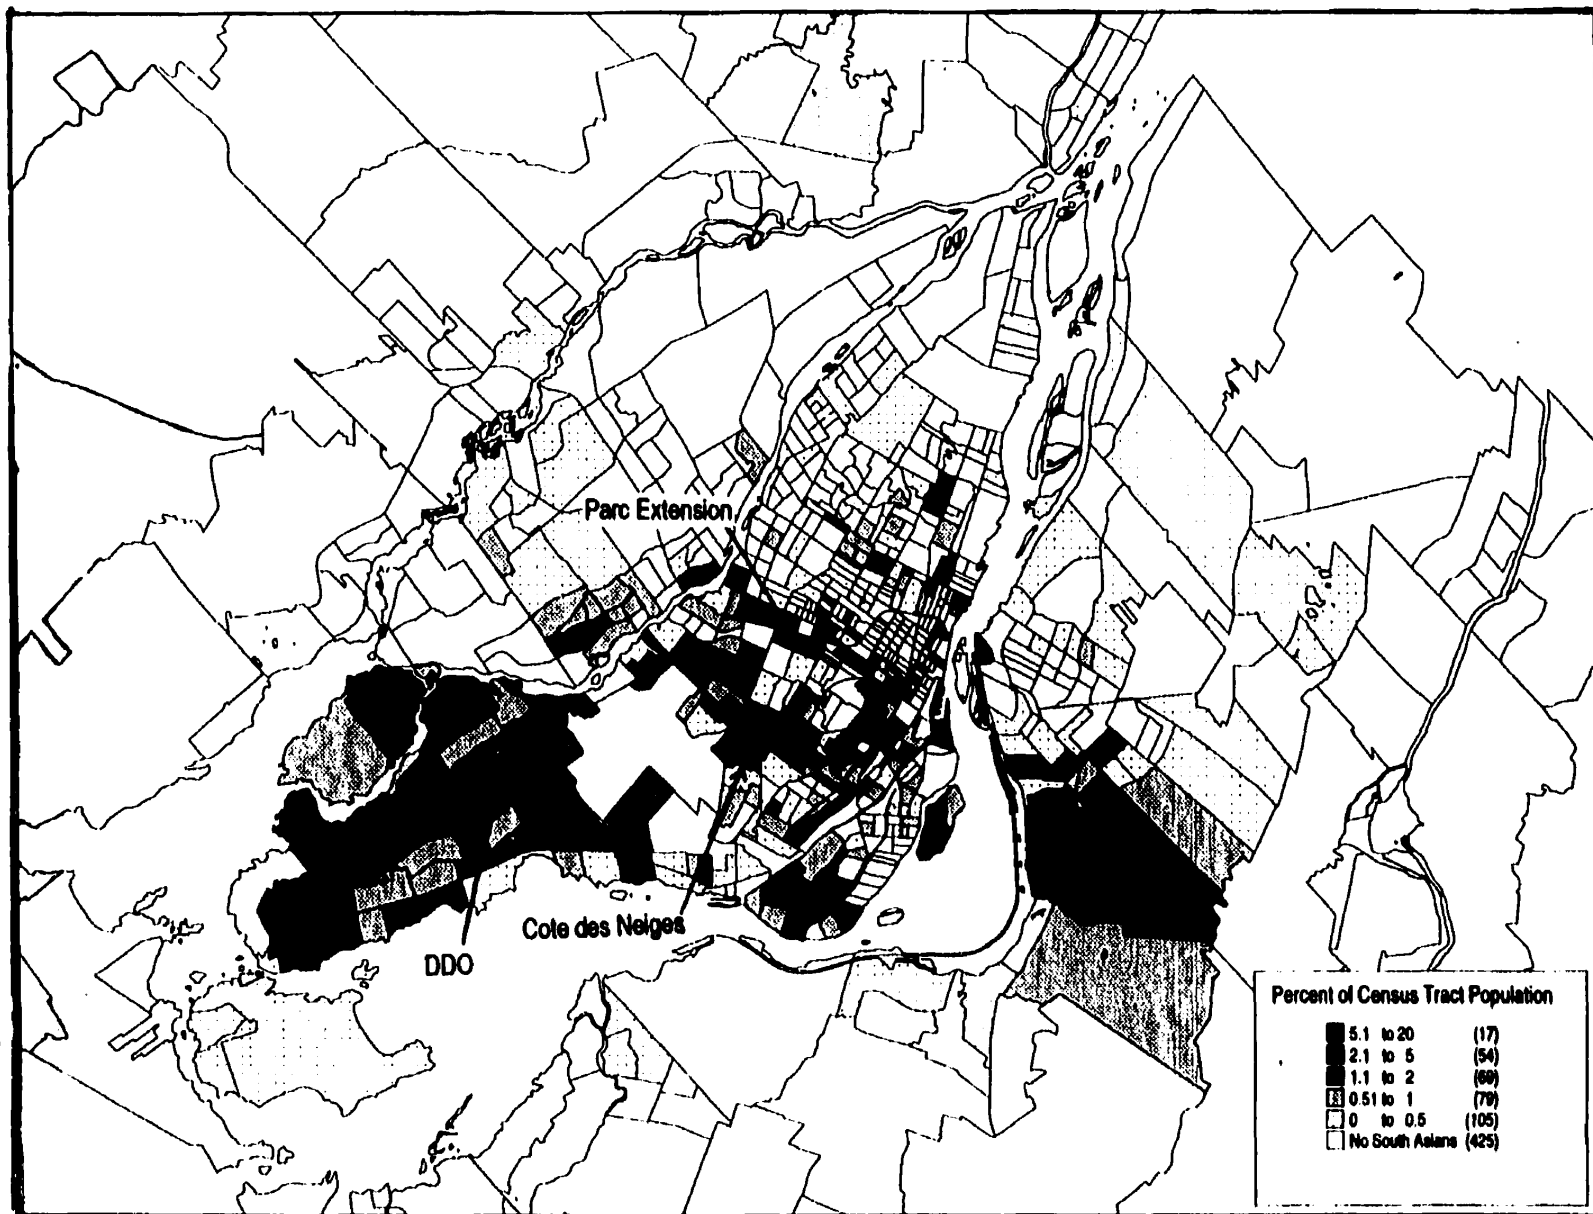 Parc Extension
Cote des Neiges
DDO
Percent of Census Tract Population
5.1 to 20 (17)
2.1 to 5 (54)
1.1 to 2 (69)
0.51 to 1 (79)
0 to 0.5 (105)
No South Asians (425)